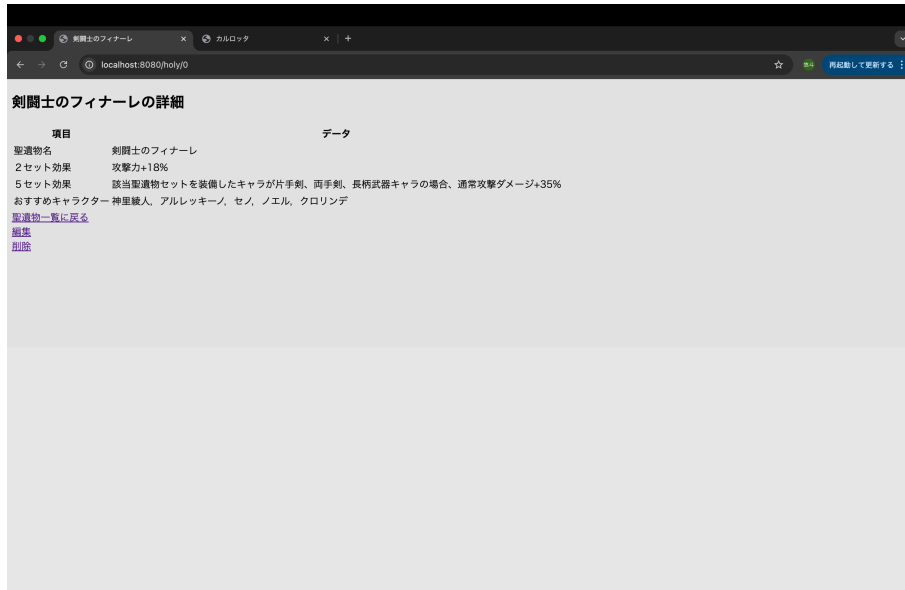 剣闘士のフィナーレ × カルロッタ × +
localhost:8080/holy/0 再起動して更新する
剣闘士のフィナーレの詳細
項目 データ
聖遺物名 剣闘士のフィナーレ
２セット効果 攻撃力+18%
５セット効果 該当聖遺物セットを装備したキャラが片手剣、両手剣、長柄武器キャラの場合、通常攻撃ダメージ+35%
おすすめキャラクター 神里綾人, アルレッキーノ, セノ, ノエル, クロリンデ
聖遺物一覧に戻る
編集
削除